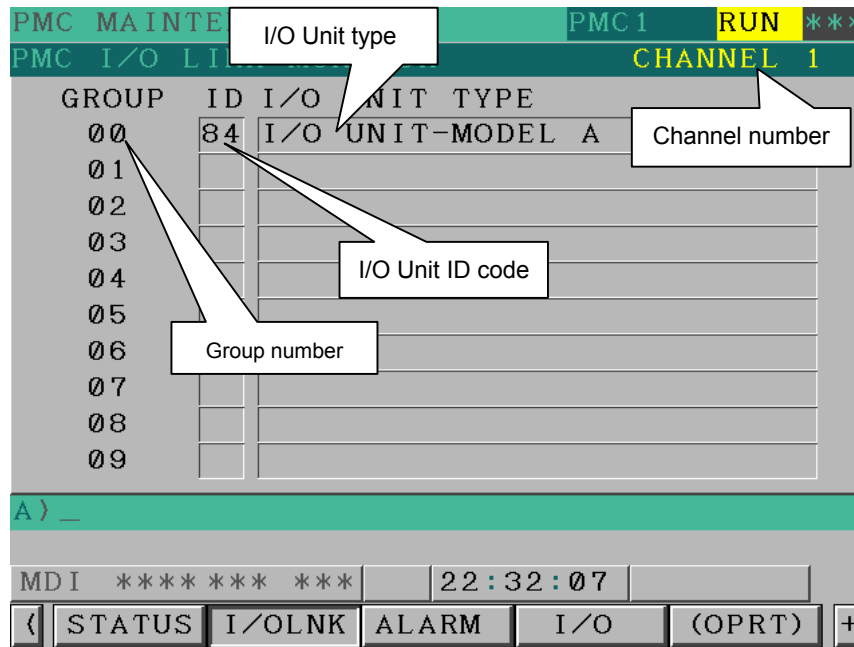 PMC MAINTE PMC1 RUN ***
I/O Unit type
PMC I/O L CHANNEL 1
GROUP ID I/O NIT TYPE
00 84 I/O UNIT-MODEL A
Channel number
01
02
03
I/O Unit ID code
04
05
Group number
06
07
08
09
A)_
MDI **** *** *** 22:32:07
( STATUS I/OLNK ALARM I/O (OPRT) +